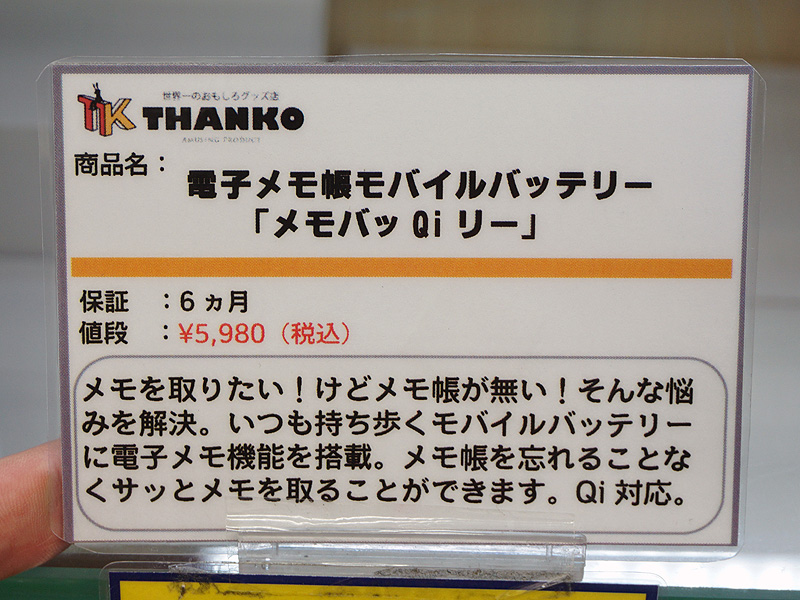 世界一のおもしろグッズ店
TK THANKO
AMUSING PRODUCT
商品名：
電子メモ帳モバイルバッテリー
「メモバッQiリー」
保証　：6ヵ月
値段　：¥5,980（税込）
メモを取りたい！けどメモ帳が無い！そんな悩
みを解決。いつも持ち歩くモバイルバッテリー
に電子メモ機能を搭載。メモ帳を忘れることな
くサッとメモを取ることができます。Qi対応。